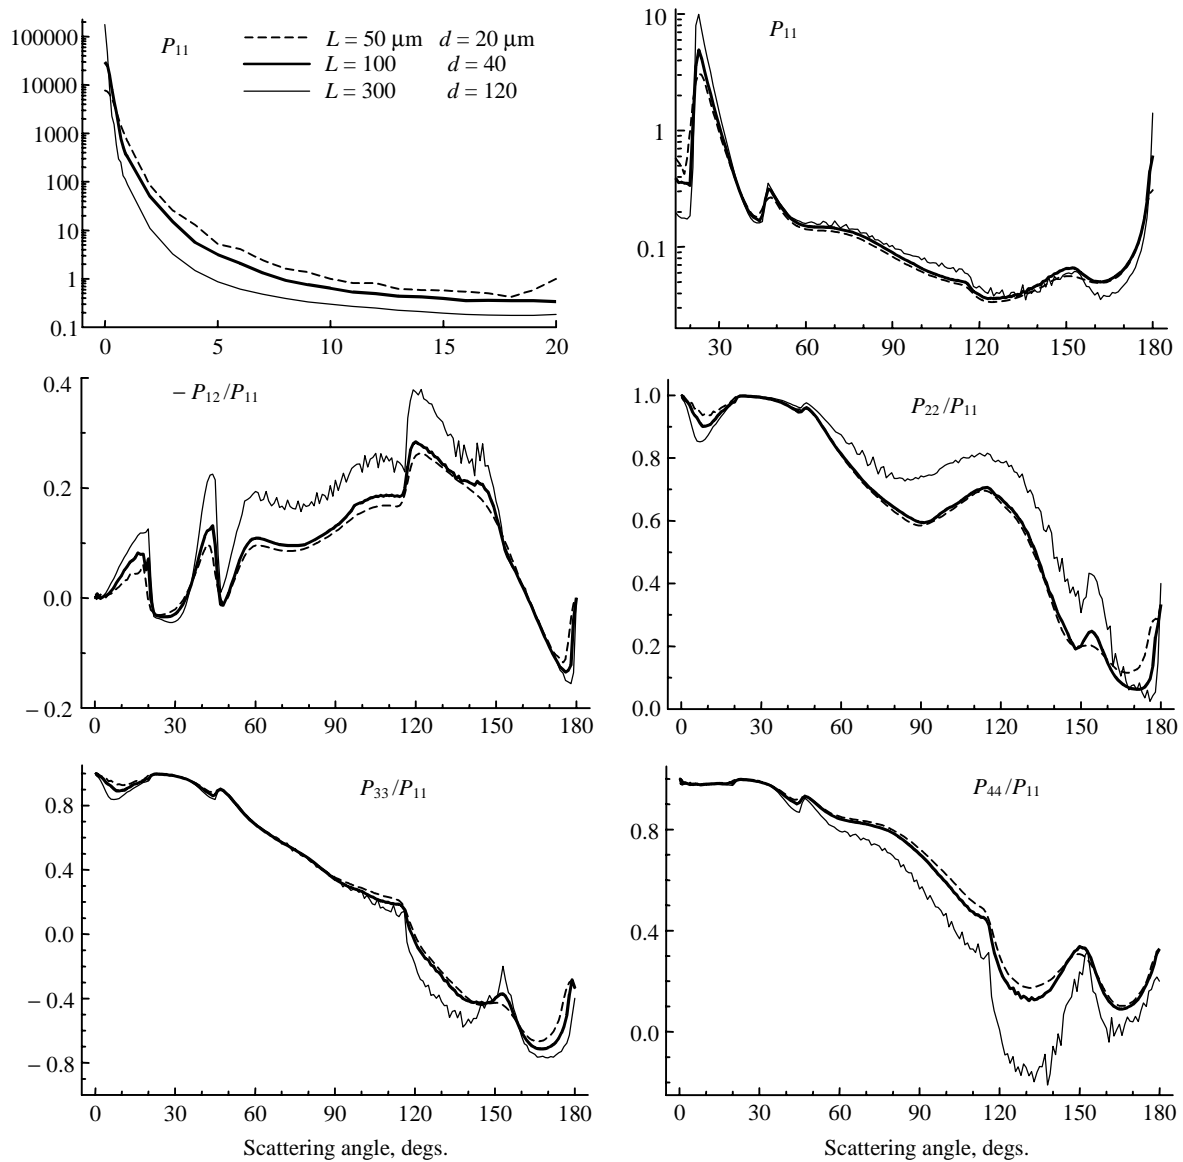 P11
L = 50 μm d = 20 μm
L = 100 d = 40
L = 300 d = 120
100000
10000
1000
100
10
1
0.1
0 5 10 15 20
P11
10
1
0.1
30 60 90 120 150 180
– P12/P11
0.4
0.2
0.0
– 0.2
0 30 60 90 120 150 180
P22/P11
1.0
0.8
0.6
0.4
0.2
0.0
0 30 60 90 120 150 180
P33/P11
0.8
0.4
0.0
– 0.4
– 0.8
0 30 60 90 120 150 180
Scattering angle, degs.
P44/P11
0.8
0.4
0.0
0 30 60 90 120 150 180
Scattering angle, degs.